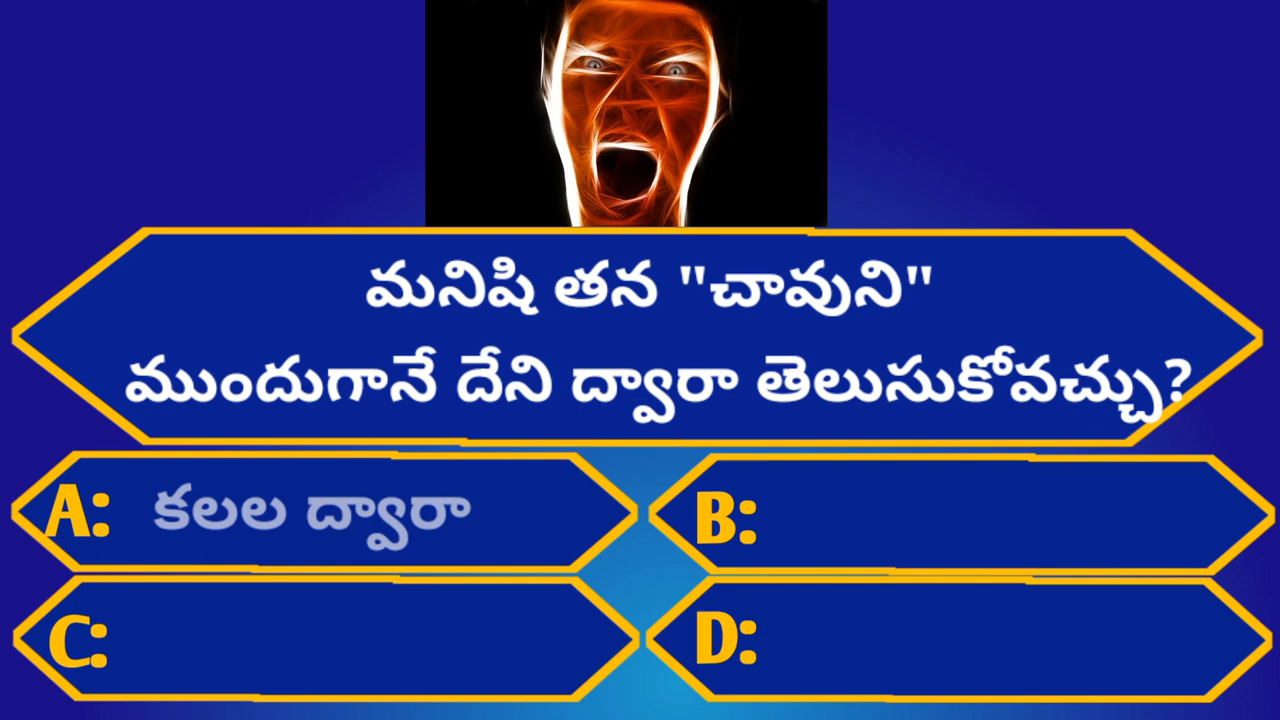 మనిషి తన "చావుని"
ముందుగానే దేని ద్వారా తెలుసుకోవచ్చు?
A: కలల ద్వారా
B:
C:
D: